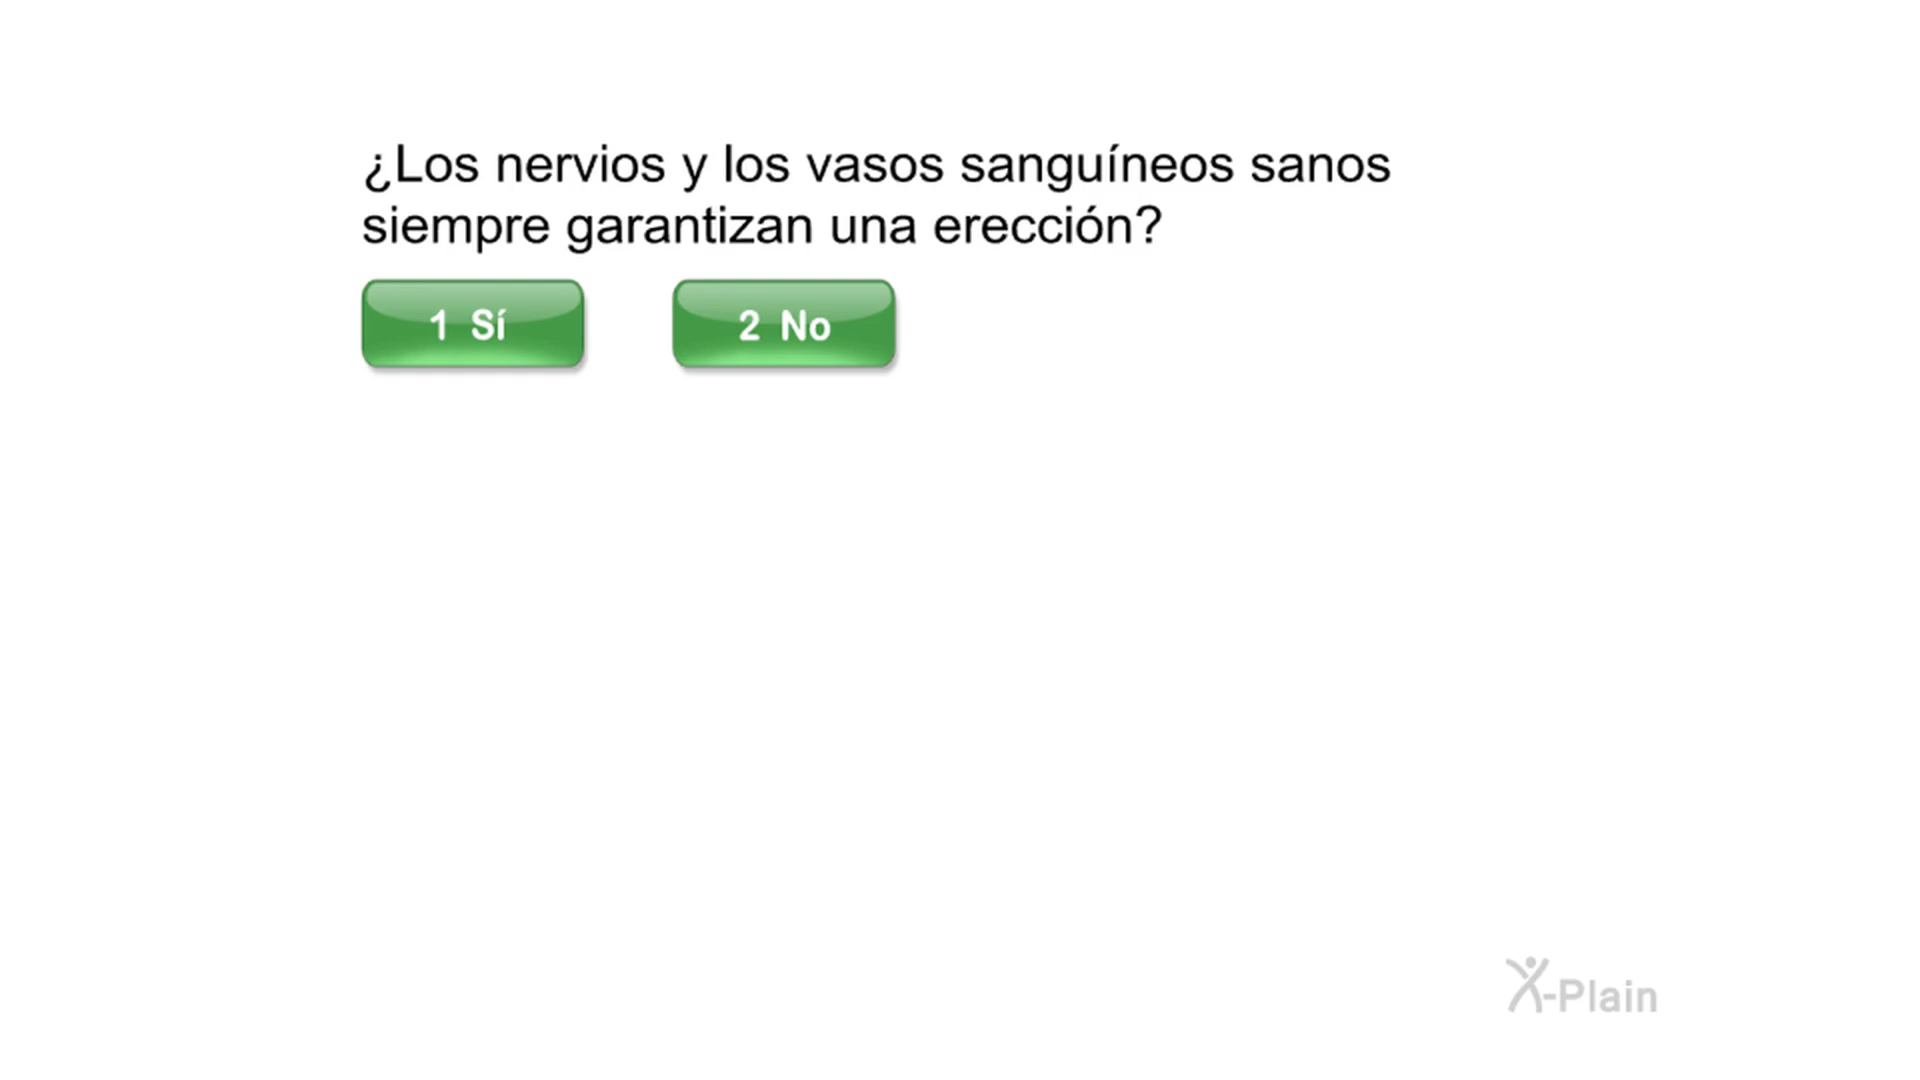 ¿Los nervios y los vasos sanguíneos sanos
siempre garantizan una erección?
1 Sí
2 No
X-Plain